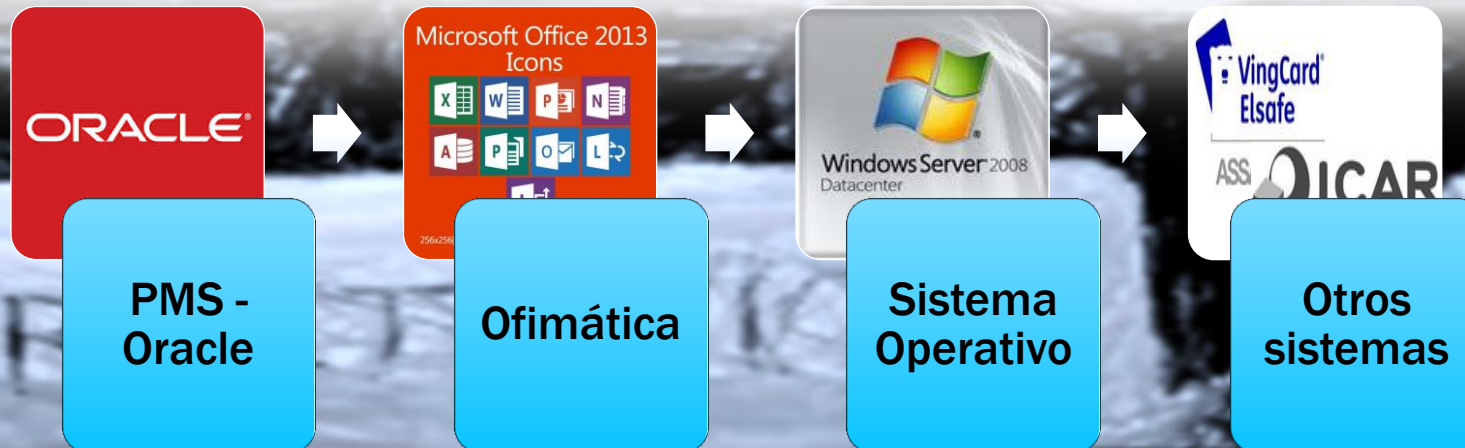 ORACLE®
PMS -
Oracle
Microsoft Office 2013
Icons
256x256
Ofimática
Windows Server 2008
Datacenter
Sistema
Operativo
VingCard®
Elsafe
ICAR
Otros
sistemas